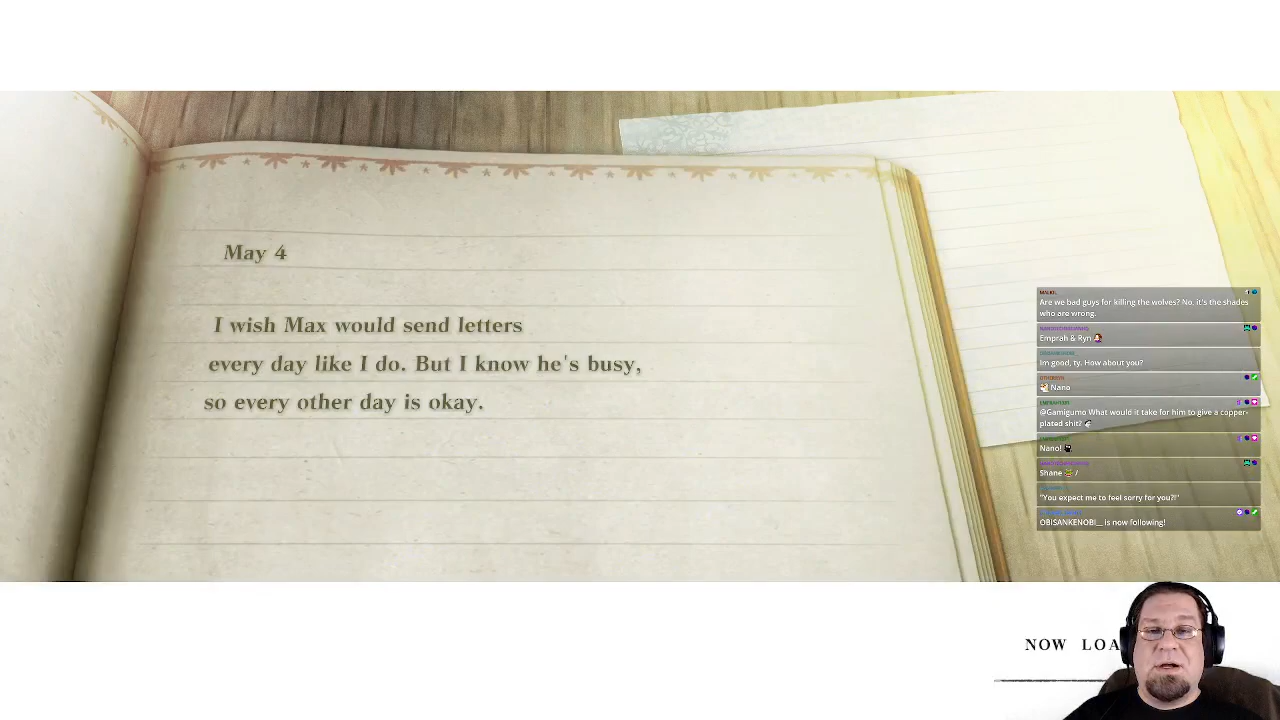 May 4
I wish Max would send letters
every day like I do. But I know he's busy,
so every other day is okay.
Are we bad guys for killing the wolves? No, it's the shades
who are wrong.
Emprah & Ryn
Im good, ty. How about you?
Nano
@Gamigumo What would it take for him to give a copper-
plated shit?
Nano!
Shane /
"You expect me to feel sorry for you?!"
OBISANKENOBI__ is now following!
NOW LOA